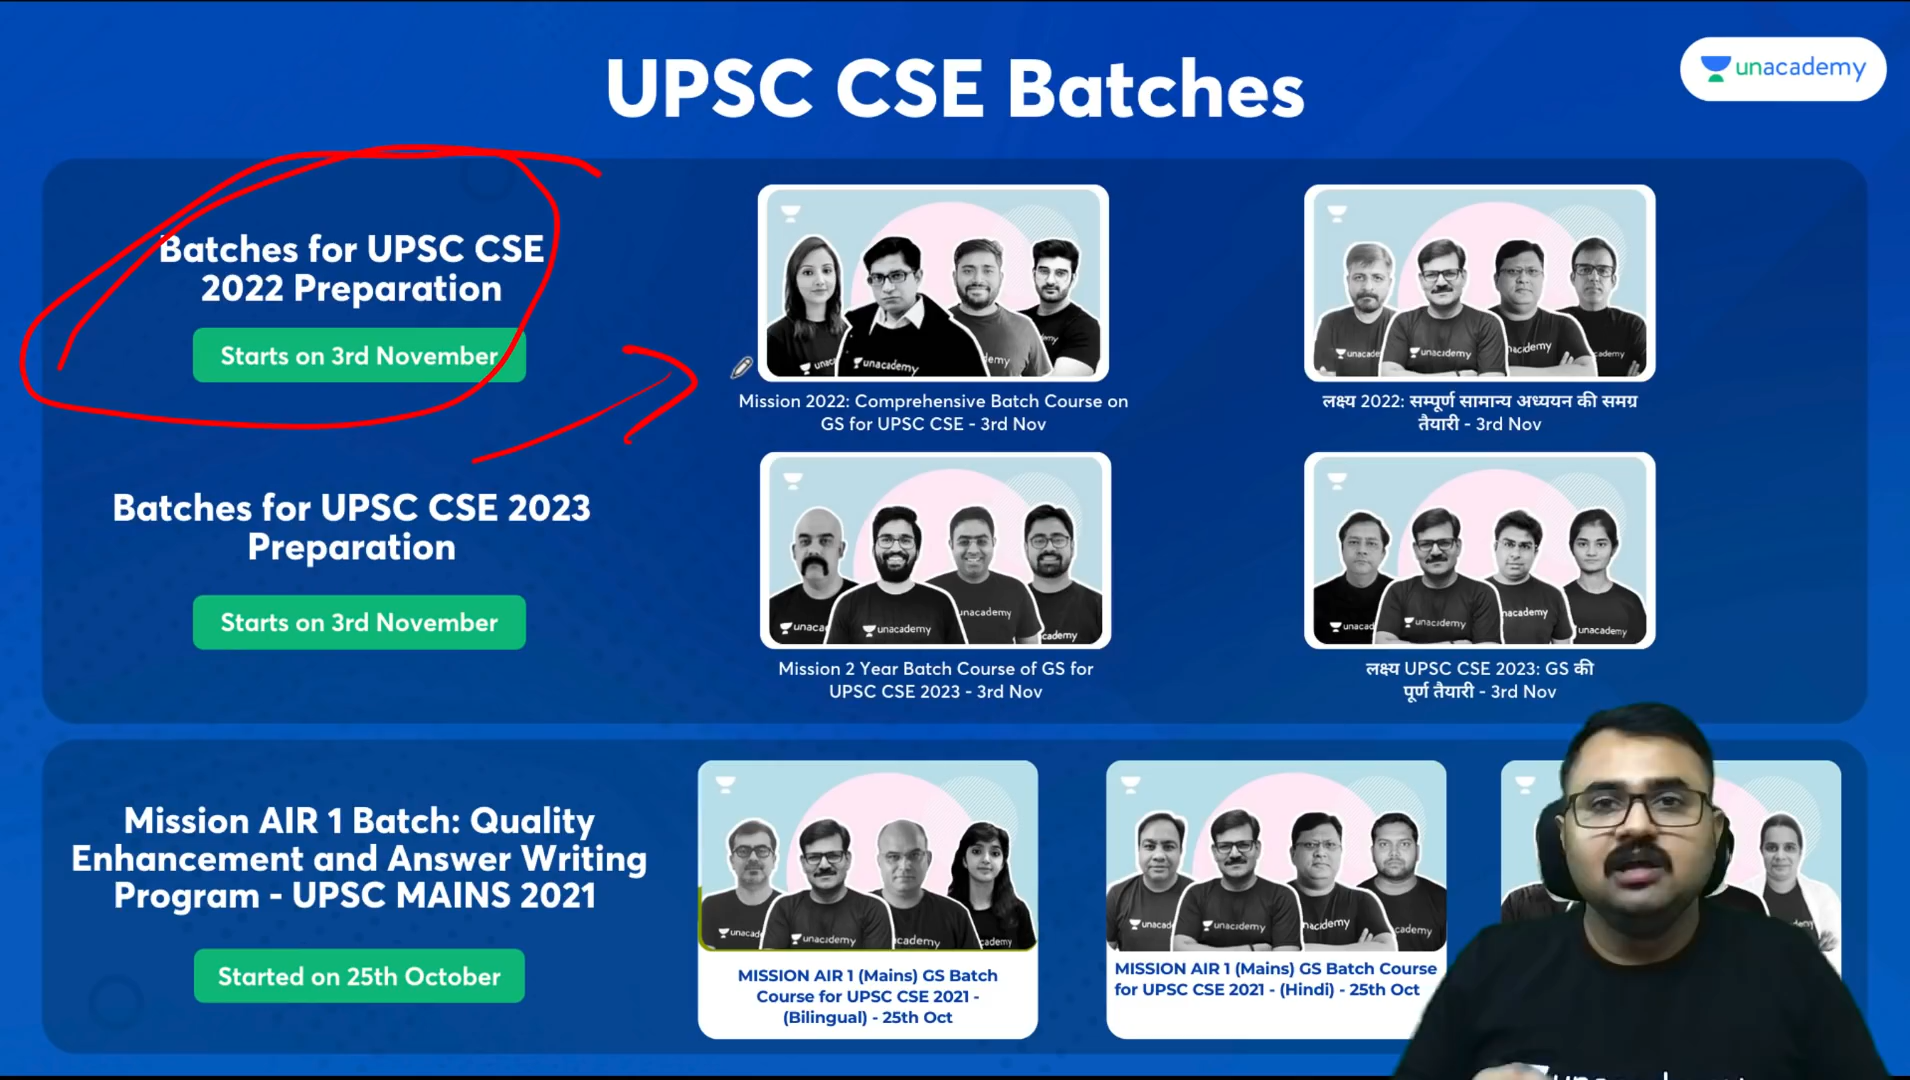 UPSC CSE Batches
unacademy
Batches for UPSC CSE
2022 Preparation
Starts on 3rd November
Mission 2022: Comprehensive Batch Course on
GS for UPSC CSE - 3rd Nov
लक्ष्य 2022: सम्पूर्ण सामान्य अध्ययन की समग्र
तैयारी - 3rd Nov
Batches for UPSC CSE 2023
Preparation
Starts on 3rd November
Mission 2 Year Batch Course of GS for
UPSC CSE 2023 - 3rd Nov
लक्ष्य UPSC CSE 2023: GS की
पूर्ण तैयारी - 3rd Nov
Mission AIR 1 Batch: Quality
Enhancement and Answer Writing
Program - UPSC MAINS 2021
Started on 25th October
MISSION AIR 1 (Mains) GS Batch
Course for UPSC CSE 2021 -
(Bilingual) - 25th Oct
MISSION AIR 1 (Mains) GS Batch Course
for UPSC CSE 2021 - (Hindi) - 25th Oct